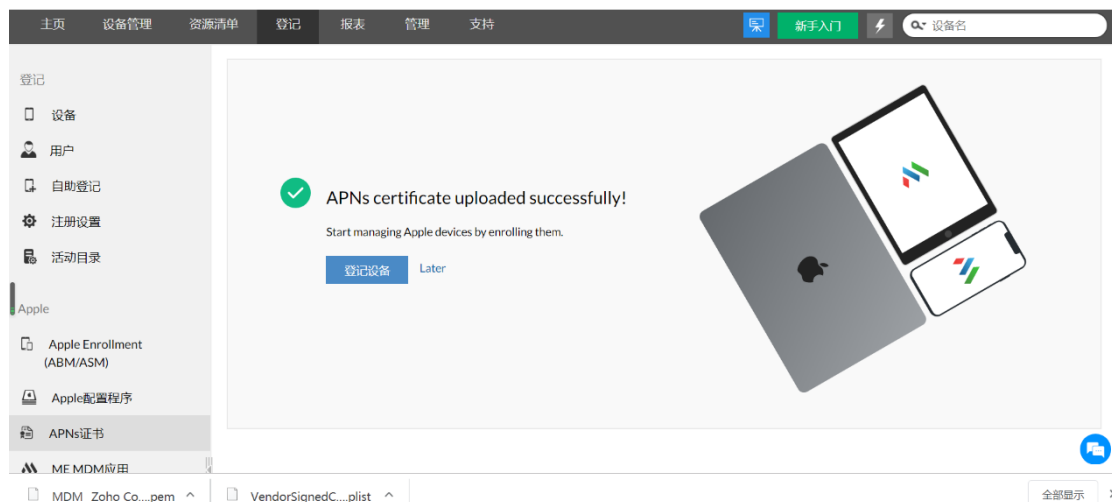 主页 设备管理 资源清单 登记 报表 管理 支持 新手入门 设备名
登记
设备
用户
自助登记
注册设置
活动目录
Apple
Apple Enrollment
(ABM/ASM)
Apple配置程序
APNs证书
ME MDM应用
APNs certificate uploaded successfully!
Start managing Apple devices by enrolling them.
登记设备 Later
MDM_Zoho Co....pem VendorSignedC....plist 全部显示